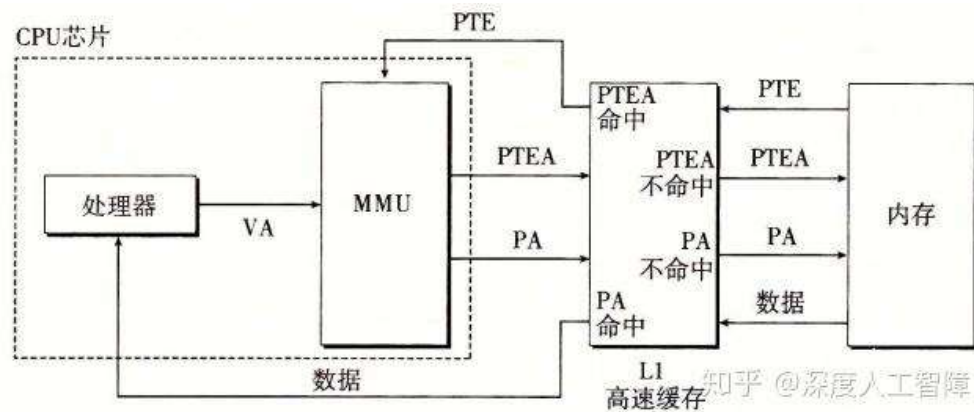 PTE
CPU芯片
PTEA
命中
PTE
PTEA
PTEA
不命中
PTEA
处理器
VA
MMU
内存
PA
PA
不命中
PA
PA
命中
数据
数据
L1
高速缓存
知乎 @深度人工智障